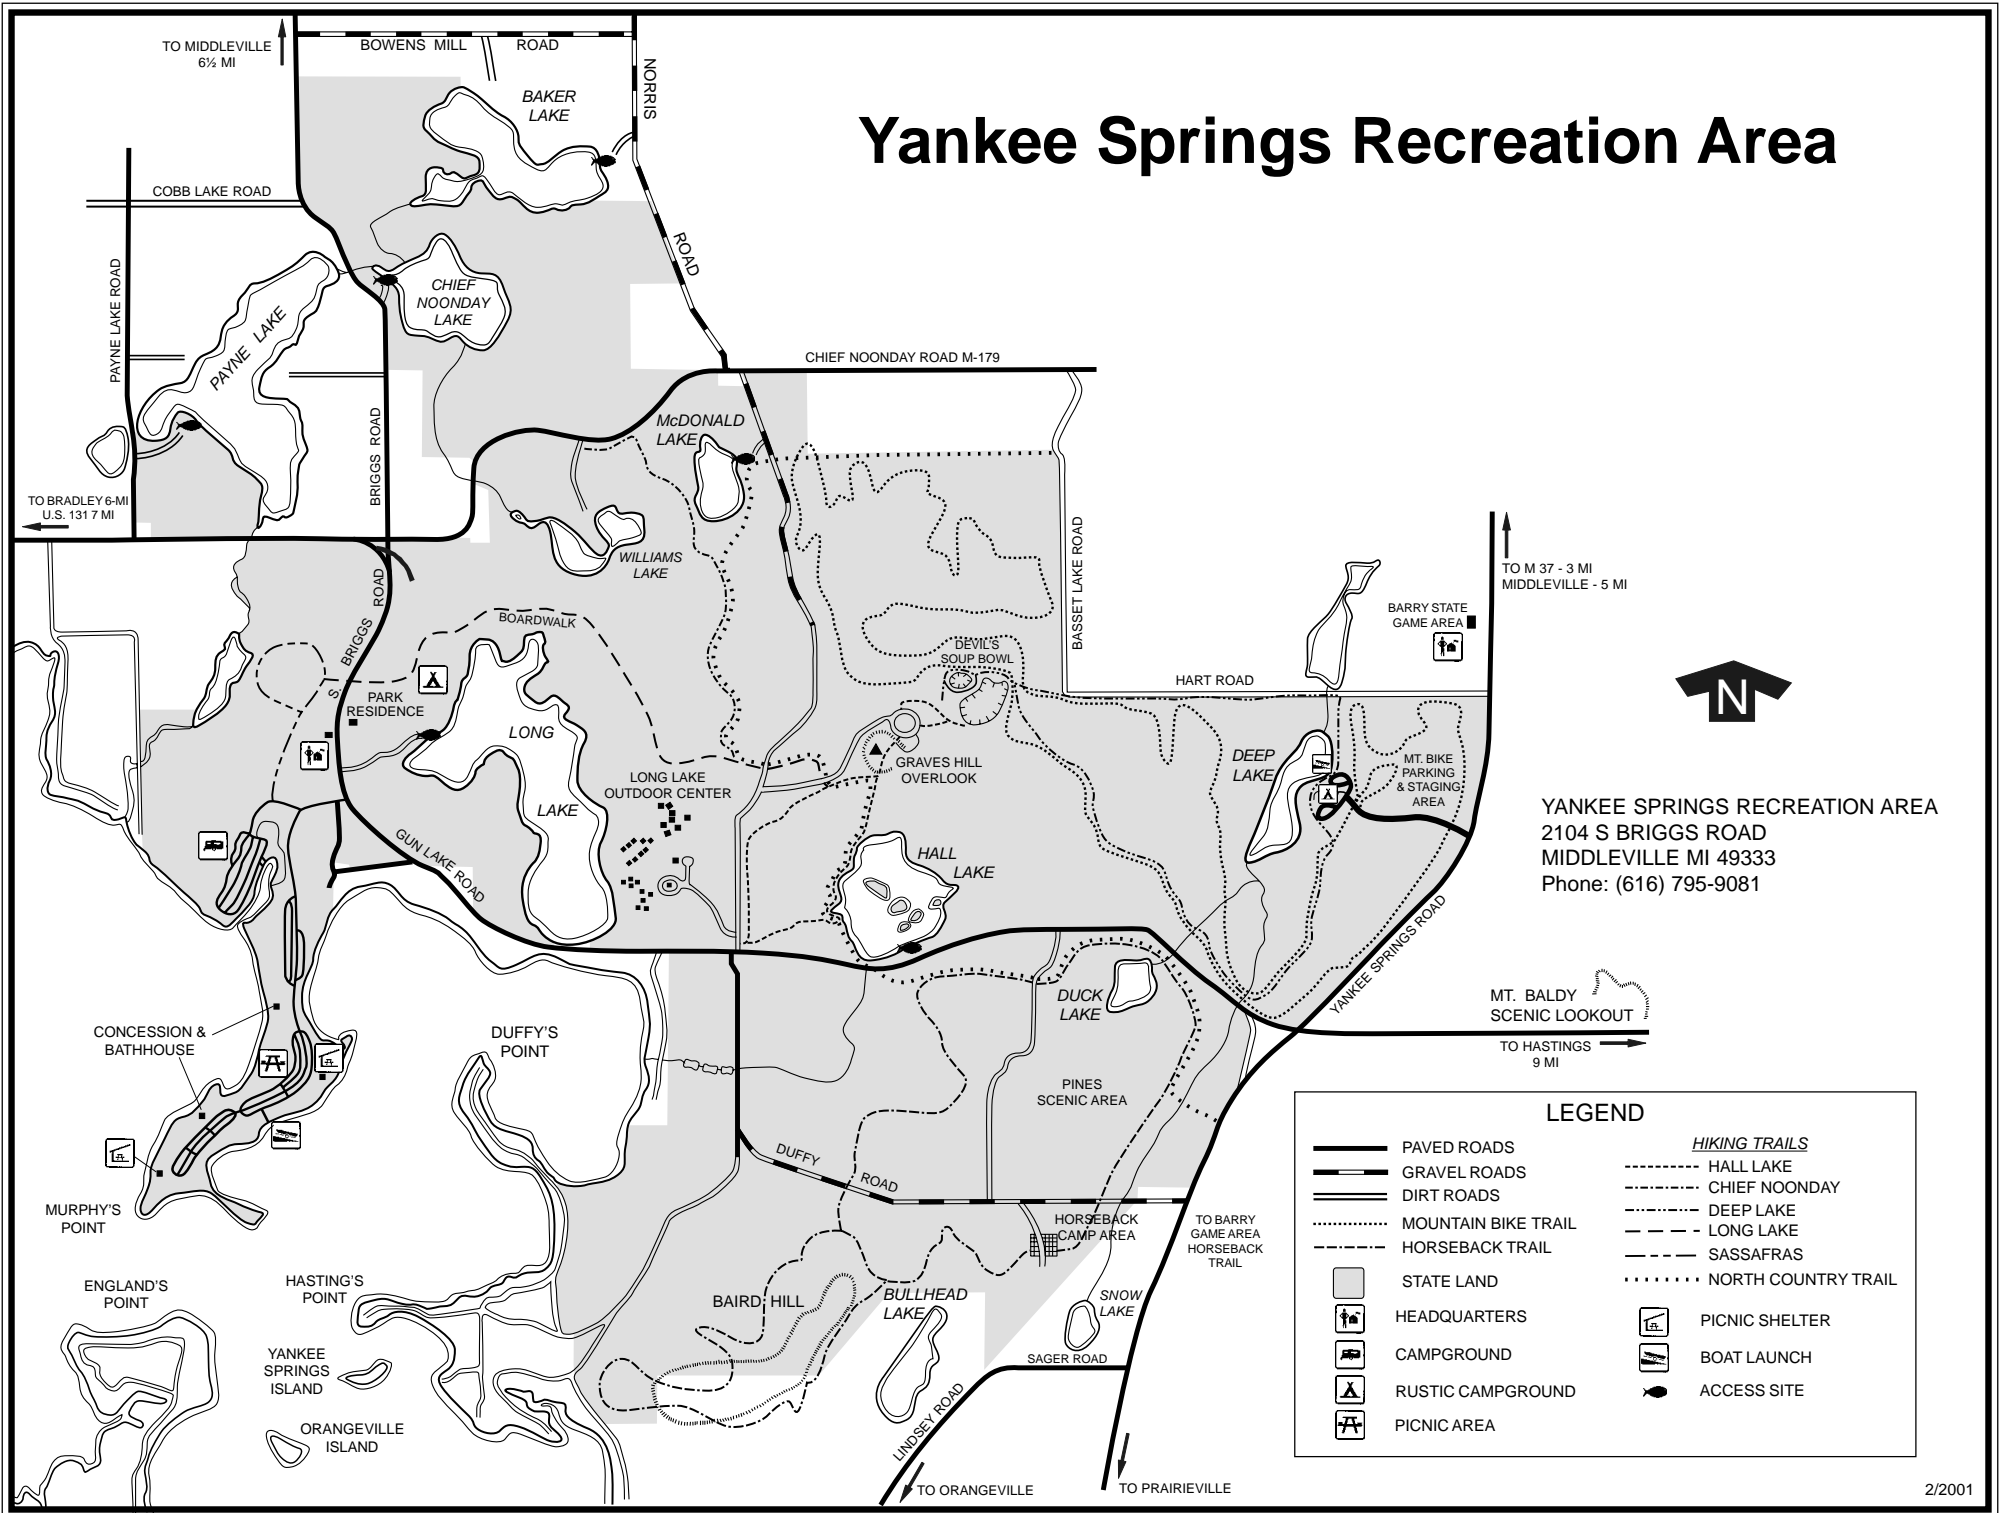 Yankee Springs Recreation Area
TO MIDDLEVILLE
6½ MI
BOWENS MILL ROAD
NORRIS
ROAD
BAKER
LAKE
COBB LAKE ROAD
PAYNE LAKE ROAD
PAYNE LAKE
CHIEF
NOONDAY
LAKE
CHIEF NOONDAY ROAD M-179
BRIGGS ROAD
McDONALD
LAKE
TO BRADLEY 6-MI
U.S. 131 7 MI
WILLIAMS
LAKE
BASSET LAKE ROAD
TO M 37 - 3 MI
MIDDLEVILLE - 5 MI
BARRY STATE
GAME AREA
S. BRIGGS ROAD
BOARDWALK
DEVIL'S
SOUP BOWL
HART ROAD
N
PARK
RESIDENCE
LONG
LAKE
GRAVES HILL
OVERLOOK
DEEP
LAKE
MT. BIKE
PARKING
& STAGING
AREA
LONG LAKE
OUTDOOR CENTER
YANKEE SPRINGS RECREATION AREA
2104 S BRIGGS ROAD
MIDDLEVILLE MI 49333
Phone: (616) 795-9081
GUN LAKE ROAD
HALL
LAKE
YANKEE SPRINGS ROAD
DUCK
LAKE
MT. BALDY
SCENIC LOOKOUT
TO HASTINGS
9 MI
CONCESSION &
BATHHOUSE
DUFFY'S
POINT
PINES
SCENIC AREA
DUFFY ROAD
MURPHY'S
POINT
HORSEBACK
CAMP AREA
TO BARRY
GAME AREA
HORSEBACK
TRAIL
ENGLAND'S
POINT
HASTING'S
POINT
BAIRD HILL
BULLHEAD
LAKE
SNOW
LAKE
YANKEE
SPRINGS
ISLAND
SAGER ROAD
LINDSEY ROAD
ORANGEVILLE
ISLAND
TO ORANGEVILLE
TO PRAIRIEVILLE
LEGEND
PAVED ROADS
GRAVEL ROADS
DIRT ROADS
MOUNTAIN BIKE TRAIL
HORSEBACK TRAIL
STATE LAND
HEADQUARTERS
CAMPGROUND
RUSTIC CAMPGROUND
PICNIC AREA
HIKING TRAILS
HALL LAKE
CHIEF NOONDAY
DEEP LAKE
LONG LAKE
SASSAFRAS
NORTH COUNTRY TRAIL
PICNIC SHELTER
BOAT LAUNCH
ACCESS SITE
2/2001